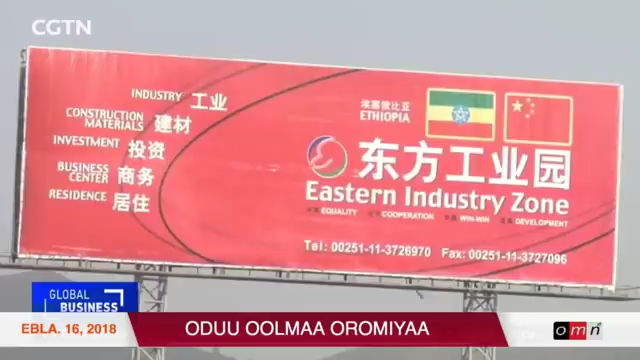 CGTN
INDUSTRY 工业
CONSTRUCTION
MATERIALS 建材
INVESTMENT 投资
BUSINESS
CENTER 商务
RESIDENCE 居住
埃塞俄比亚
ETHIOPIA
东方工业园
Eastern Industry Zone
EQUALITY COOPERATION WIN-WIN DEVELOPMENT
Tel: 00251-11-3726970 Fax: 00251-11-3727096
GLOBAL
BUSINESS
EBLA. 16, 2018
ODUU OOLMAA OROMIYAA
omn